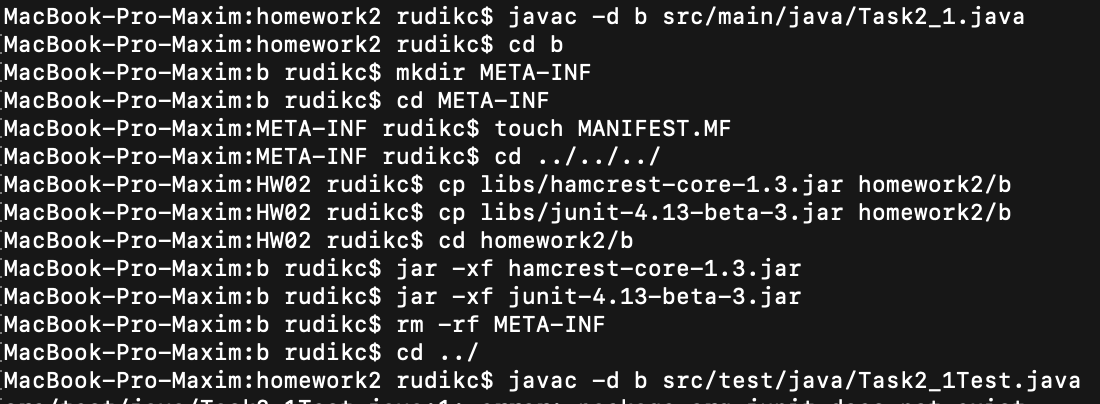 MacBook-Pro-Maxim:homework2 rudikc$ javac -d b src/main/java/Task2_1.java
[MacBook-Pro-Maxim:homework2 rudikc$ cd b
[MacBook-Pro-Maxim:b rudikc$ mkdir META-INF
[MacBook-Pro-Maxim:b rudikc$ cd META-INF
[MacBook-Pro-Maxim:META-INF rudikc$ touch MANIFEST.MF
[MacBook-Pro-Maxim:META-INF rudikc$ cd ../../../
[MacBook-Pro-Maxim:HW02 rudikc$ cp libs/hamcrest-core-1.3.jar homework2/b
[MacBook-Pro-Maxim:HW02 rudikc$ cp libs/junit-4.13-beta-3.jar homework2/b
[MacBook-Pro-Maxim:HW02 rudikc$ cd homework2/b
[MacBook-Pro-Maxim:b rudikc$ jar -xf hamcrest-core-1.3.jar
[MacBook-Pro-Maxim:b rudikc$ jar -xf junit-4.13-beta-3.jar
[MacBook-Pro-Maxim:b rudikc$ rm -rf META-INF
[MacBook-Pro-Maxim:b rudikc$ cd ../
[MacBook-Pro-Maxim:homework2 rudikc$ javac -d b src/test/java/Task2_1Test.java